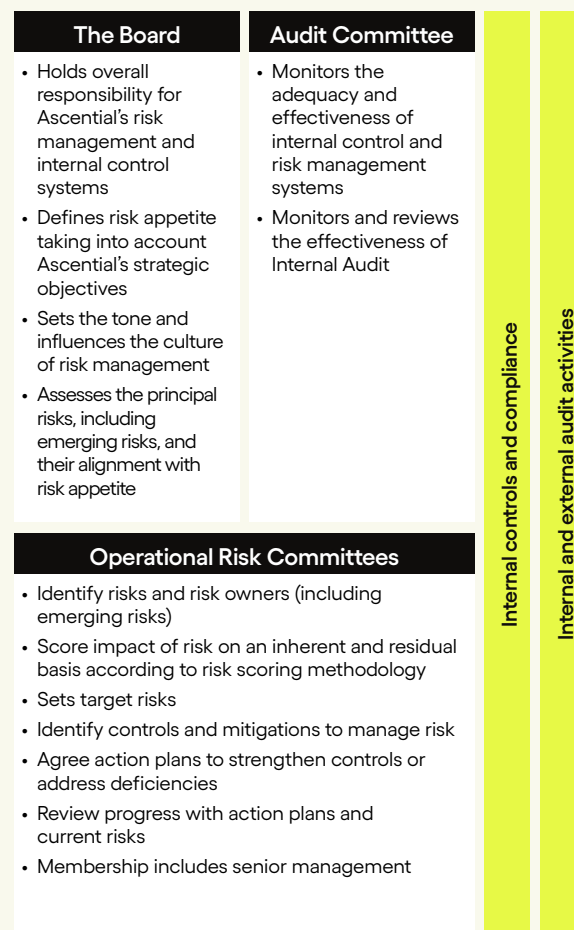 The Board
• Holds overall
responsibility for
Ascential’s risk
management and
internal control
systems
• Defines risk appetite
taking into account
Ascential’s strategic
objectives
• Sets the tone and
influences the culture
of risk management
• Assesses the principal
risks, including
emerging risks, and
their alignment with
risk appetite
Audit Committee
• Monitors the
adequacy and
effectiveness of
internal control and
risk management
systems
• Monitors and reviews
the effectiveness of
Internal Audit
Operational Risk Committees
• Identify risks and risk owners (including
emerging risks)
• Score impact of risk on an inherent and residual
basis according to risk scoring methodology
• Sets target risks
• Identify controls and mitigations to manage risk
• Agree action plans to strengthen controls or
address deficiencies
• Review progress with action plans and
current risks
• Membership includes senior management
Internal controls and compliance
Internal and external audit activities